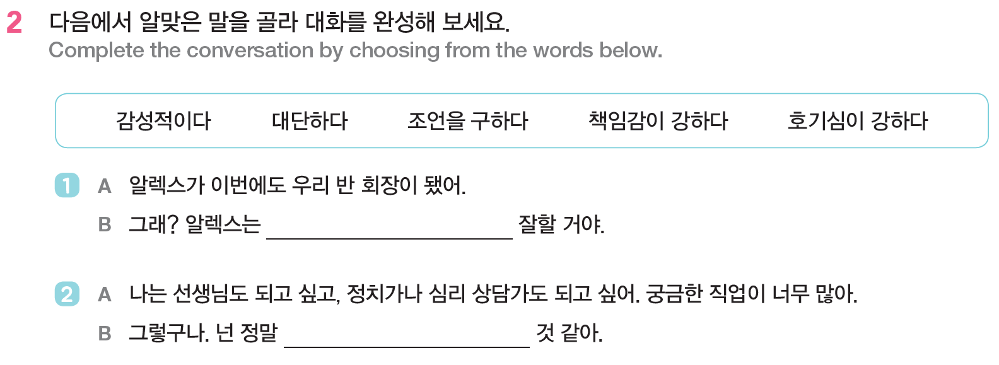 2 다음에서 알맞은 말을 골라 대화를 완성해 보세요.
Complete the conversation by choosing from the words below.
감성적이다 대단하다 조언을 구하다 책임감이 강하다 호기심이 강하다
1 A 알렉스가 이번에도 우리 반 회장이 됐어.
B 그래? 알렉스는 ____________ 잘할 거야.
2 A 나는 선생님도 되고 싶고, 정치가나 심리 상담가도 되고 싶어. 궁금한 직업이 너무 많아.
B 그렇구나. 넌 정말 ____________ 것 같아.